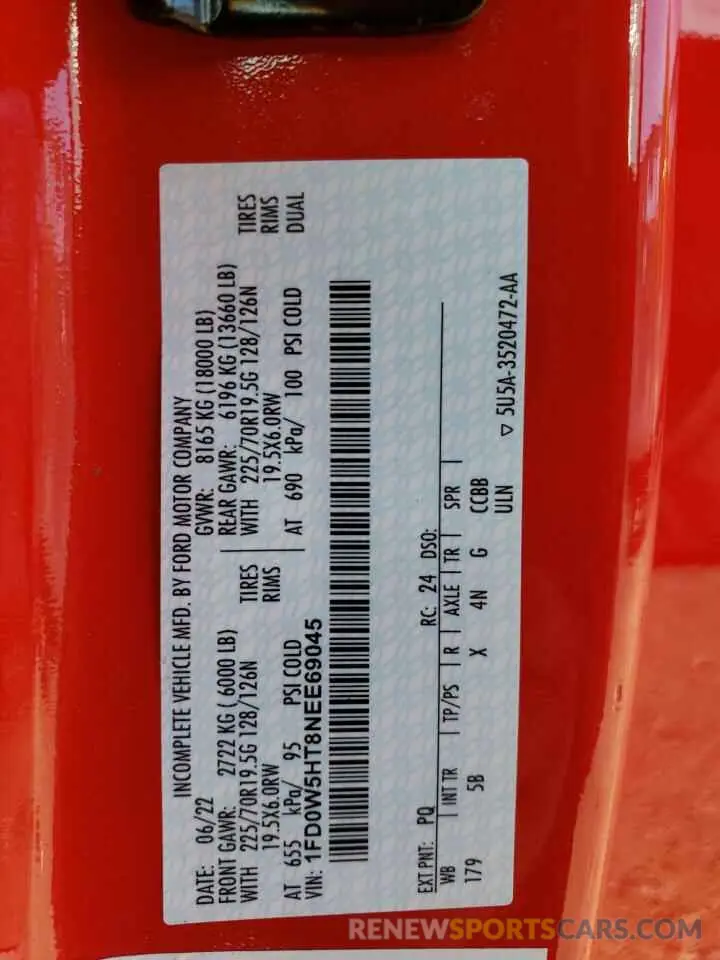 INCOMPLETE VEHICLE MFD. BY FORD MOTOR COMPANY
DATE: 06/22 GVWR: 8165 KG (18000 LB)
FRONT GAWR: 2722 KG ( 6000 LB) REAR GAWR: 6196 KG (13660 LB)
WITH 225/70R19.5G 128/126N TIRES WITH 225/70R19.5G 128/126N TIRES
19.5X6.0RW RIMS 19.5X6.0RW RIMS
AT 655 kPa/ 95 PSI COLD AT 690 kPa/ 100 PSI COLD DUAL
VIN: 1FD0W5HT8NEE69045
EXT PNT: PQ RC: 24 DSO:
WB INT TR TP/PS R AXLE TR SPR
179 5B X 4N G CCBB
ULN ▽ 5U5A-3520472-AA
RENEWSPORTSCARS.COM